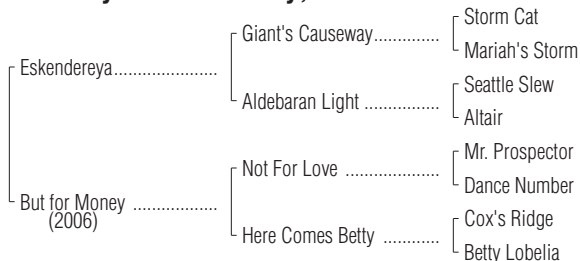 Storm Cat
Giant's Causeway
Mariah's Storm
Eskendereya
Seattle Slew
Aldebaran Light
Altair
Mr. Prospector
Not For Love
Dance Number
But for Money
(2006)
Cox's Ridge
Here Comes Betty
Betty Lobelia